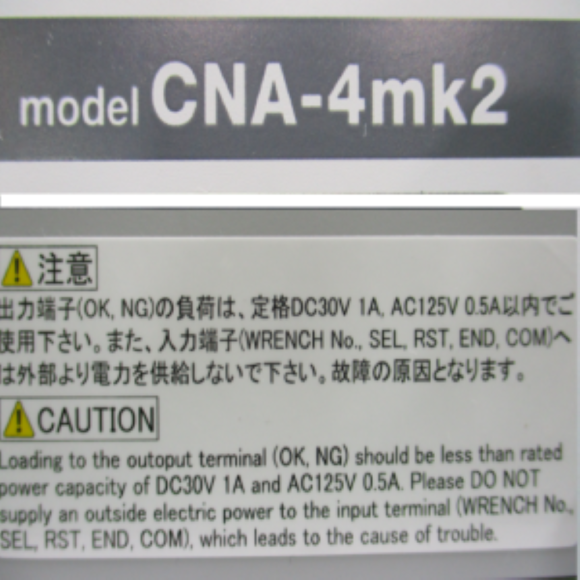 model CNA-4mk2
注意
出力端子(OK, NG)の負荷は、定格DC30V 1A, AC125V 0.5A以内でご
使用下さい。また、入力端子(WRENCH No., SEL, RST, END, COM)へ
は外部より電力を供給しないで下さい。故障の原因となります。
CAUTION
Loading to the outoput terminal (OK, NG) should be less than rated
power capacity of DC30V 1A and AC125V 0.5A. Please DO NOT
supply an outside electric power to the input terminal (WRENCH No.,
SEL, RST, END, COM), which leads to the cause of trouble.